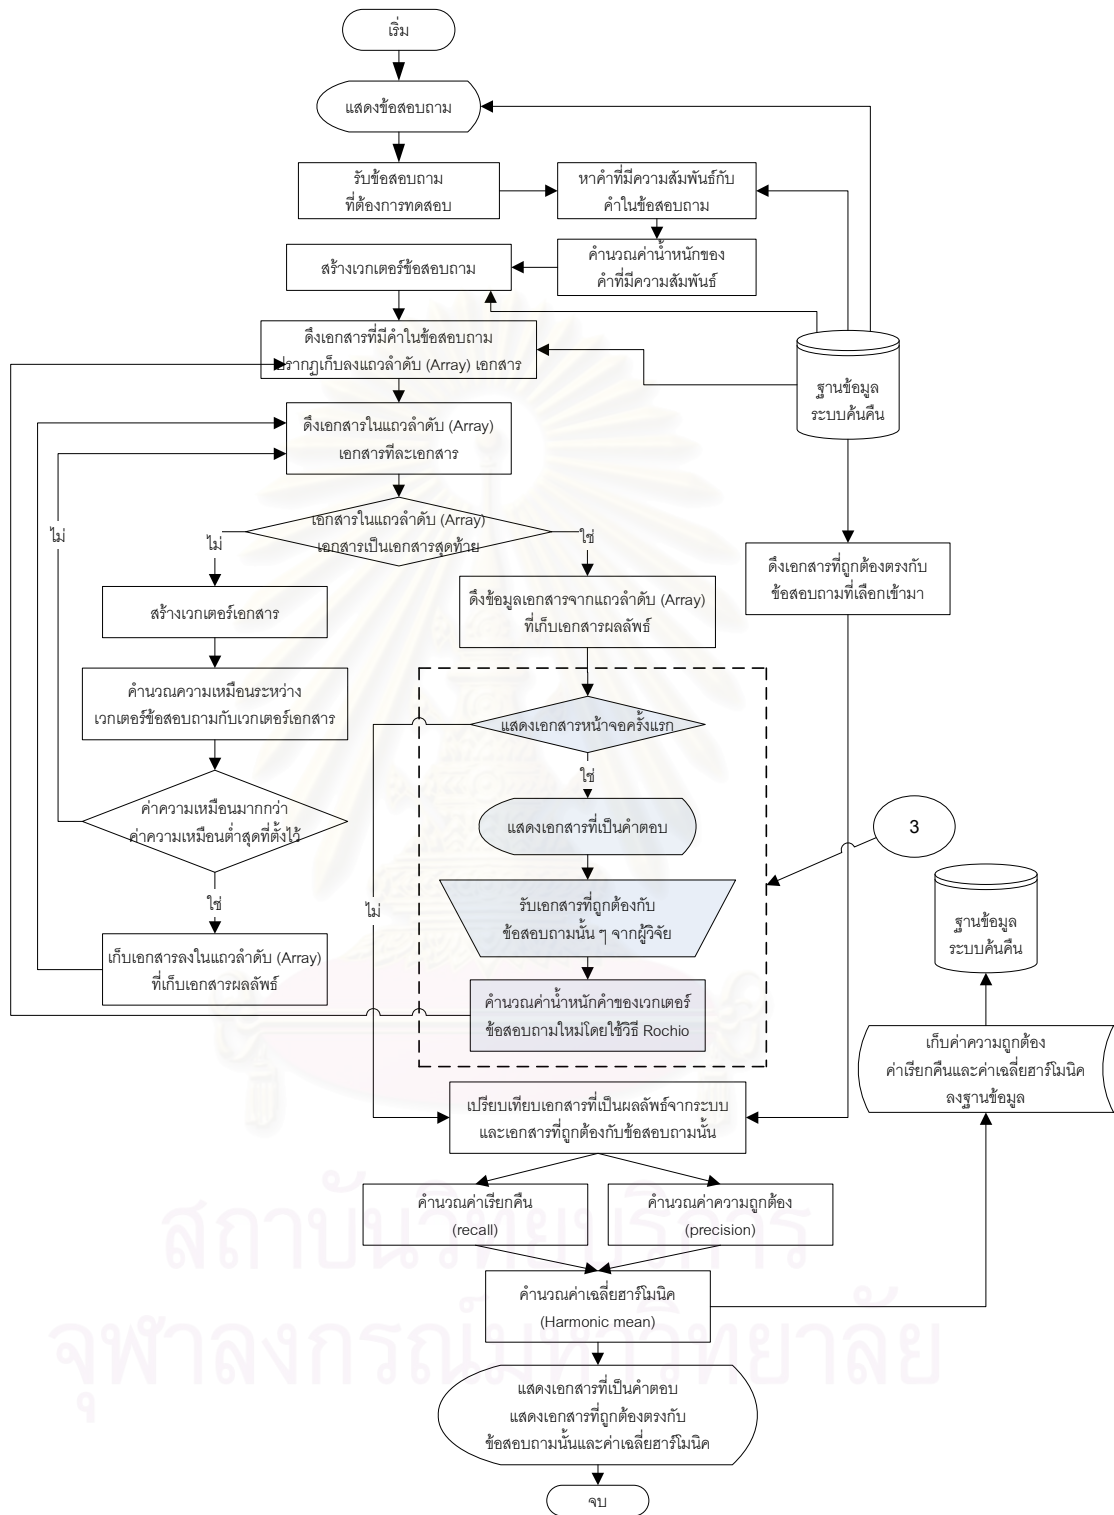 เริ่ม
แสดงข้อสอบถาม
รับข้อสอบถาม
ที่ต้องการทดสอบ
หาคำที่มีความสัมพันธ์กับ
คำในข้อสอบถาม
สร้างเวกเตอร์ข้อสอบถาม
คำนวณค่าน้ำหนักของ
คำที่มีความสัมพันธ์
ดึงเอกสารที่มีคำในข้อสอบถาม
ปรากฏเก็บลงแถวลำดับ (Array) เอกสาร
ฐานข้อมูล
ระบบค้นคืน
ดึงเอกสารในแถวลำดับ (Array)
เอกสารทีละเอกสาร
เอกสารในแถวลำดับ (Array)
เอกสารเป็นเอกสารสุดท้าย
ไม่
ไม่
ใช่
ดึงเอกสารที่ถูกต้องตรงกับ
ข้อสอบถามที่เลือกเข้ามา
สร้างเวกเตอร์เอกสาร
ดึงข้อมูลเอกสารจากแถวลำดับ (Array)
ที่เก็บเอกสารผลลัพธ์
คำนวณความเหมือนระหว่าง
เวกเตอร์ข้อสอบถามกับเวกเตอร์เอกสาร
แสดงเอกสารหน้าจอครั้งแรก
ใช่
ค่าความเหมือนมากกว่า
ค่าความเหมือนต่ำสุดที่ตั้งไว้
แสดงเอกสารที่เป็นคำตอบ
3
ใช่
ไม่
รับเอกสารที่ถูกต้องกับ
ข้อสอบถามนั้น ๆ จากผู้วิจัย
ฐานข้อมูล
ระบบค้นคืน
เก็บเอกสารลงในแถวลำดับ (Array)
ที่เก็บเอกสารผลลัพธ์
คำนวณค่าน้ำหนักคำของเวกเตอร์
ข้อสอบถามใหม่โดยใช้วิธี Rochio
เก็บค่าความถูกต้อง
ค่าเรียกคืนและค่าเฉลี่ยฮาร์โมนิค
ลงฐานข้อมูล
เปรียบเทียบเอกสารที่เป็นผลลัพธ์จากระบบ
และเอกสารที่ถูกต้องกับข้อสอบถามนั้น
คำนวณค่าเรียกคืน
(recall)
คำนวณค่าความถูกต้อง
(precision)
คำนวณค่าเฉลี่ยฮาร์โมนิค
(Harmonic mean)
แสดงเอกสารที่เป็นคำตอบ
แสดงเอกสารที่ถูกต้องตรงกับ
ข้อสอบถามนั้นและค่าเฉลี่ยฮาร์โมนิค
จบ
สถาบันวิทยบริการ
จุฬาลงกรณ์มหาวิทยาลัย